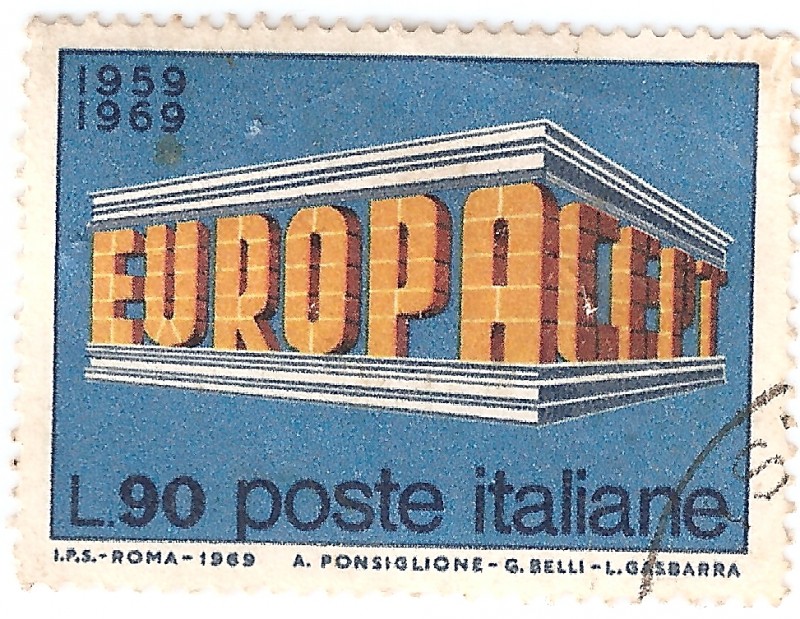 1959
1969
EUROPA CEPT
L.90 poste italiane
I.P.S.-ROMA-1969 A. PONSIGLIONE-G. BELLI-L. GASBARRA